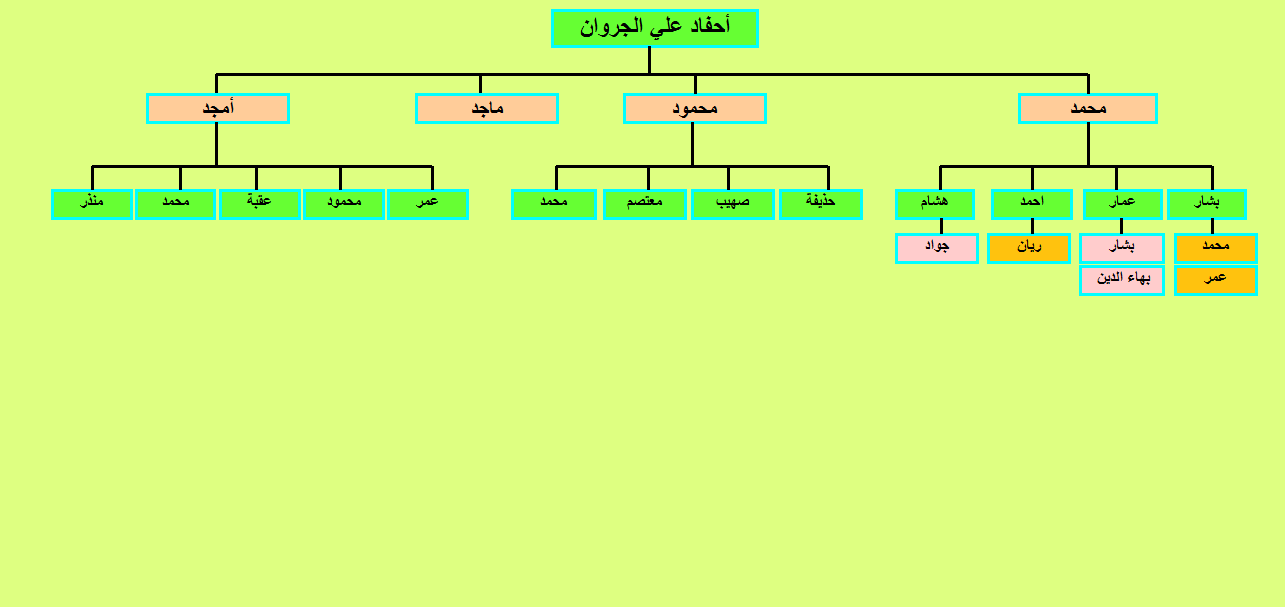 أحفاد علي الجروان
محمد
محمود
ماجد
أمجد
بشار
عمار
احمد
هشام
حذيفة
صهيب
معتصم
محمد
عمر
محمود
عقبة
محمد
منذر
محمد
بشار
ريان
جواد
عمر
بهاء الدين